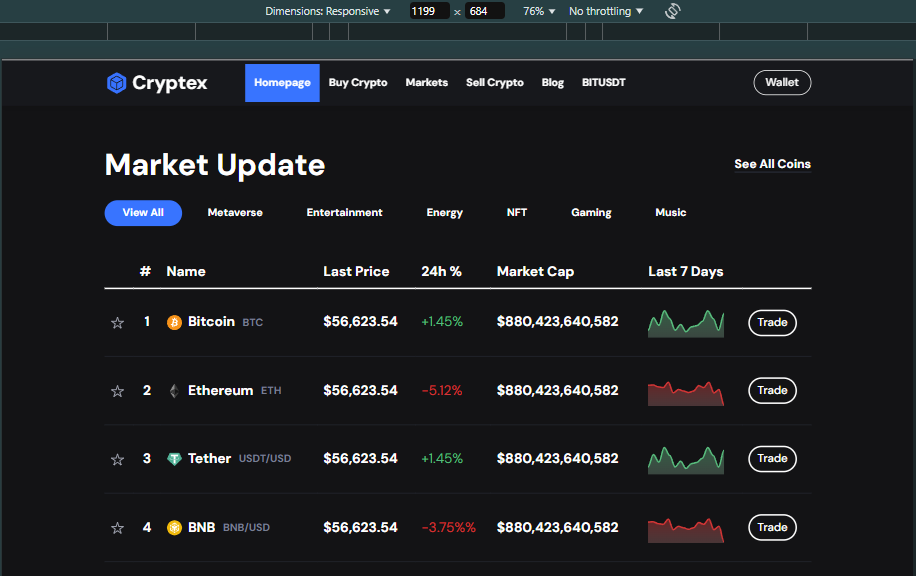 Dimensions: Responsive ▼ 1199 x 684 76% ▼ No throttling ▼
Cryptex Homepage Buy Crypto Markets Sell Crypto Blog BITUSDT Wallet
Market Update See All Coins
View All Metaverse Entertainment Energy NFT Gaming Music
# Name Last Price 24h % Market Cap Last 7 Days
1 Bitcoin BTC $56,623.54 +1.45% $880,423,640,582 Trade
2 Ethereum ETH $56,623.54 -5.12% $880,423,640,582 Trade
3 Tether USDT/USD $56,623.54 +1.45% $880,423,640,582 Trade
4 BNB BNB/USD $56,623.54 -3.75%% $880,423,640,582 Trade